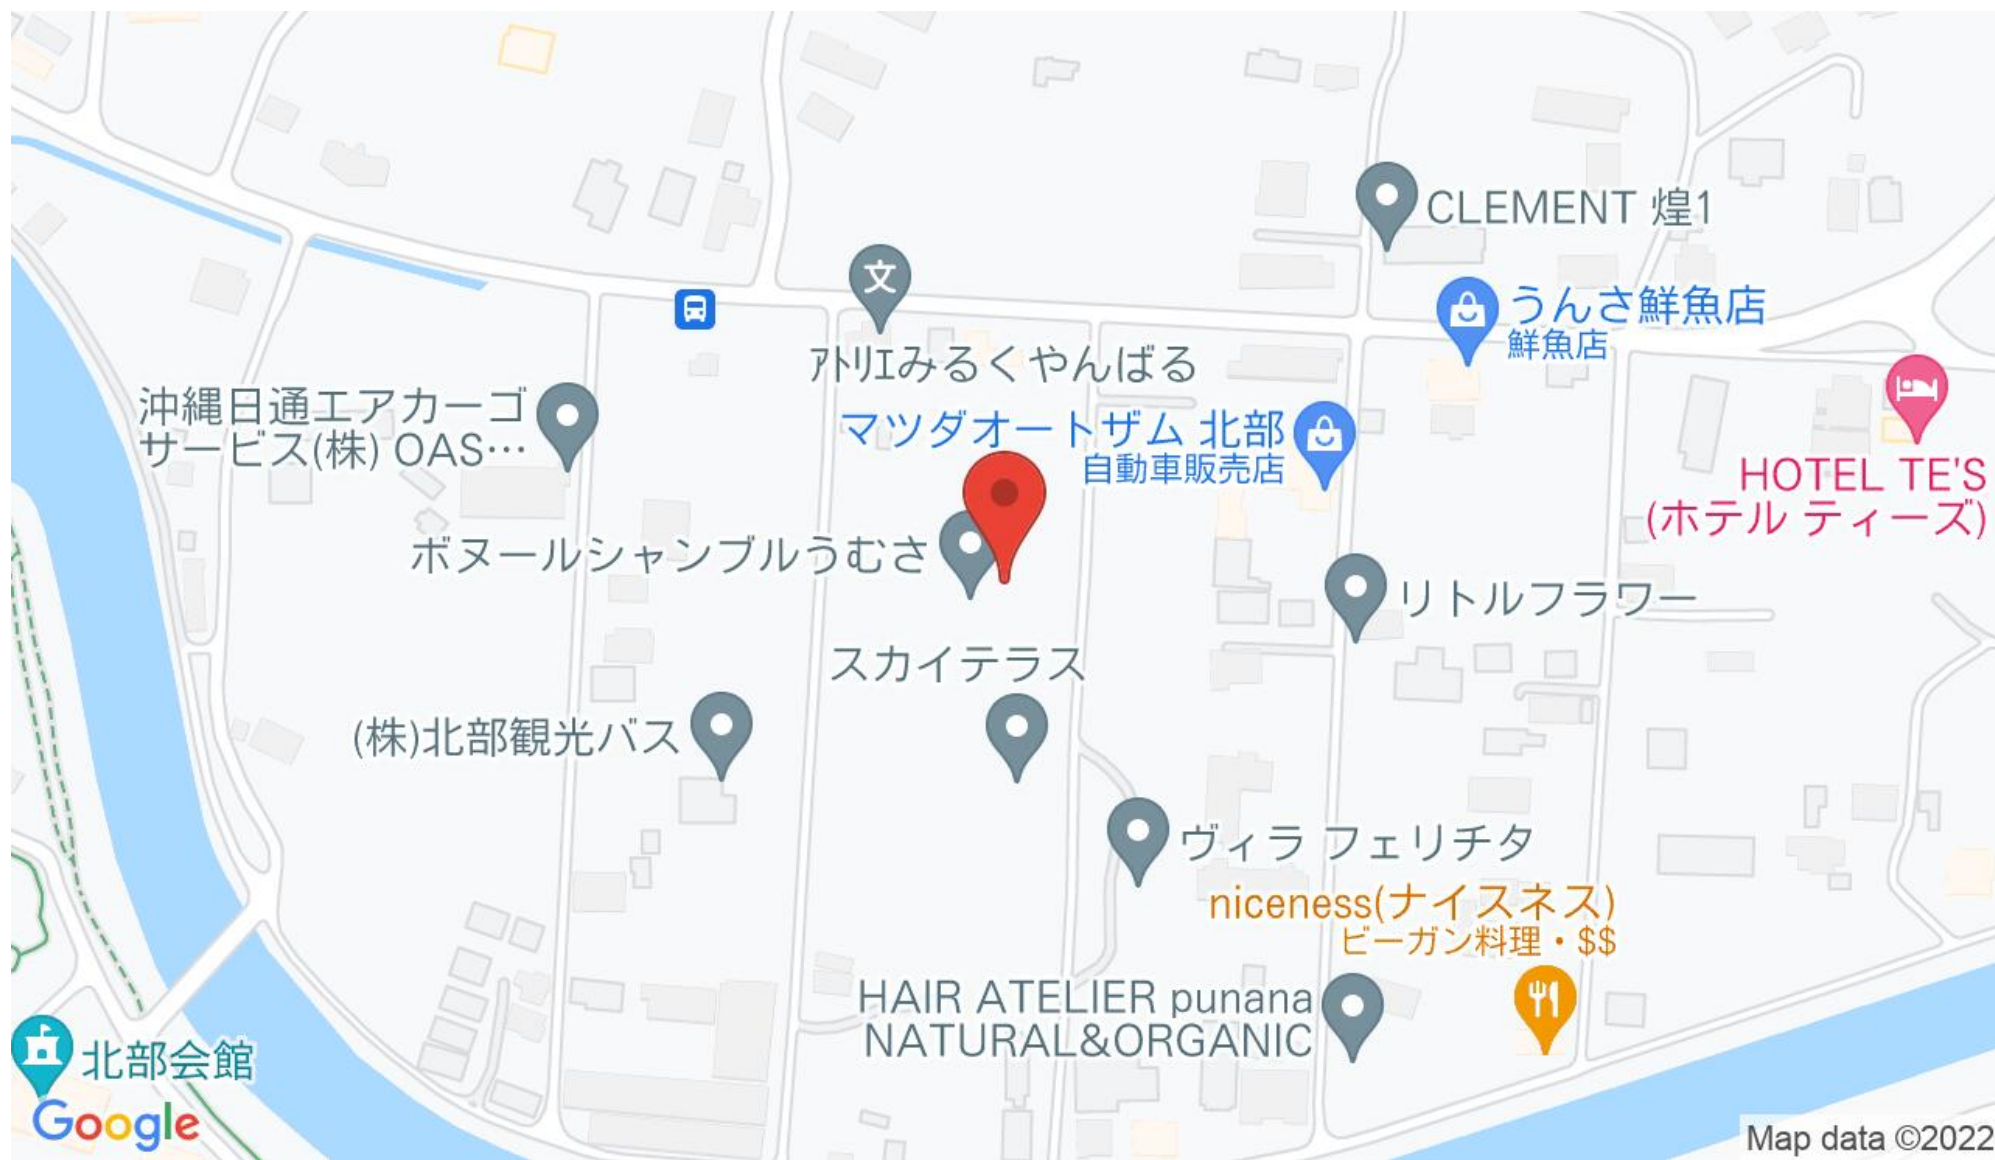 CLEMENT 煌1
文
うんさ鮮魚店
鮮魚店
ｱﾄﾘｴみるくやんばる
沖縄日通エアカーゴ
サービス(株) OAS…
マツダオートザム 北部
自動車販売店
HOTEL TE'S
(ホテル ティーズ)
ボヌールシャンブルうむさ
リトルフラワー
スカイテラス
(株)北部観光バス
ヴィラ フェリチタ
niceness(ナイスネス)
ビーガン料理・$$
HAIR ATELIER punana
NATURAL&ORGANIC
北部会館
Google
Map data ©2022